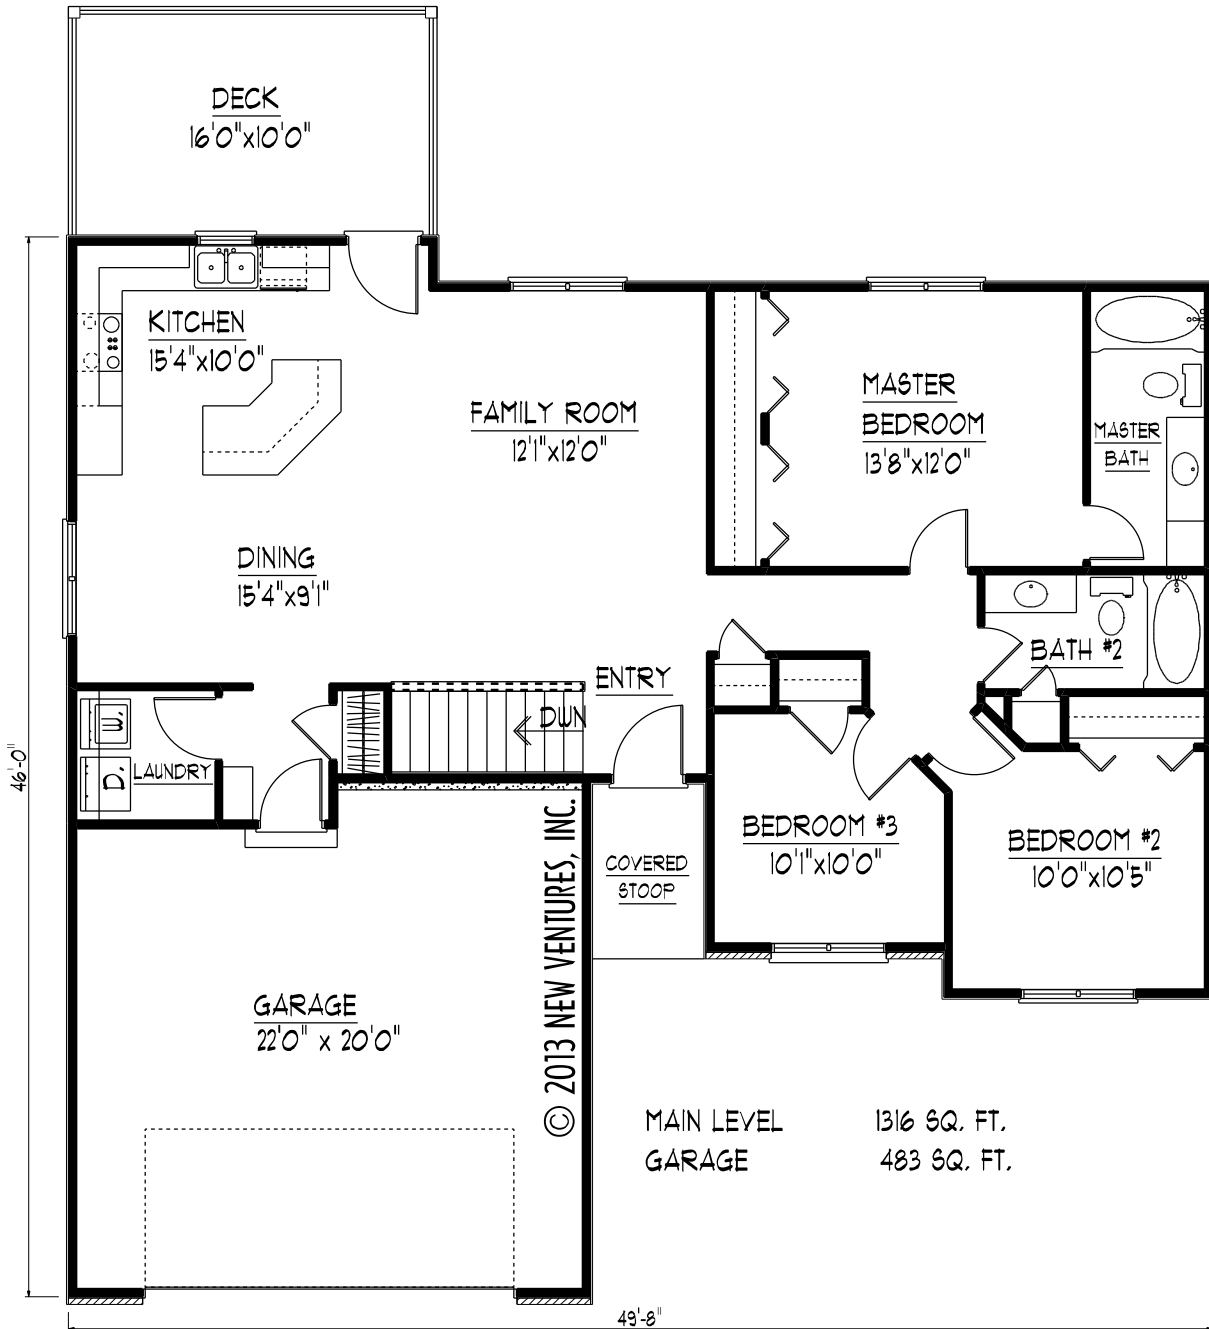 DECK
16'0"x10'0"
KITCHEN
15'4"x10'0"
FAMILY ROOM
12'1"x12'0"
MASTER
BEDROOM
13'8"x12'0"
MASTER
BATH
DINING
15'4"x9'1"
BATH #2
ENTRY
DWN
W.
D.
LAUNDRY
46'-0"
BEDROOM #3
10'1"x10'0"
BEDROOM #2
10'0"x10'5"
COVERED
STOOP
© 2013 NEW VENTURES, INC.
GARAGE
22'0" x 20'0"
MAIN LEVEL 1316 SQ. FT.
GARAGE 483 SQ. FT.
49'-8"